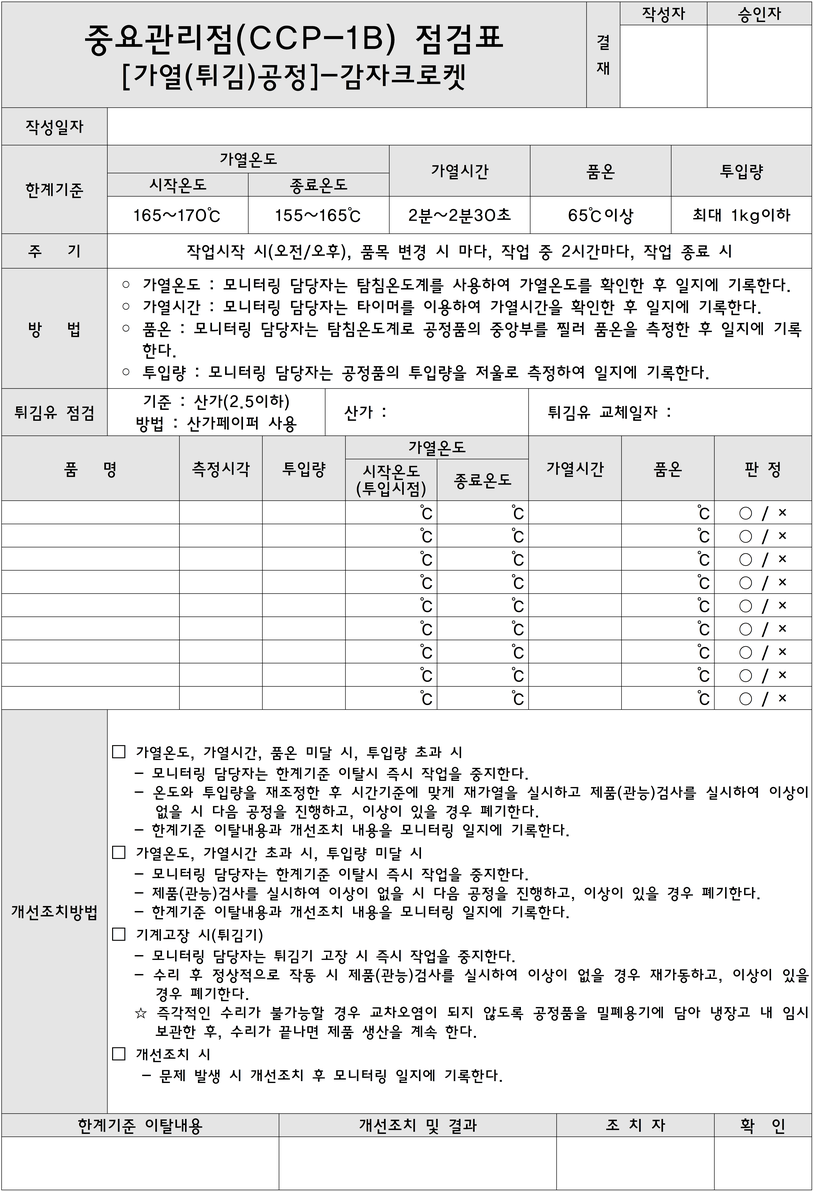 중요관리점(CCP-1B) 점검표
[가열(튀김)공정]-감자크로켓
결
재
작성자
승인자
작성일자
한계기준
가열온도
가열시간
품온
투입량
시작온도
종료온도
165~170℃
155~165℃
2분~2분30초
65℃이상
최대 1kg이하
주 기
작업시작 시(오전/오후), 품목 변경 시 마다, 작업 중 2시간마다, 작업 종료 시
방 법
○ 가열온도 : 모니터링 담당자는 탐침온도계를 사용하여 가열온도를 확인한 후 일지에 기록한다.
○ 가열시간 : 모니터링 담당자는 타이머를 이용하여 가열시간을 확인한 후 일지에 기록한다.
○ 품온 : 모니터링 담당자는 탐침온도계로 공정품의 중앙부를 찔러 품온을 측정한 후 일지에 기록
한다.
○ 투입량 : 모니터링 담당자는 공정품의 투입량을 저울로 측정하여 일지에 기록한다.
튀김유 점검
기준 : 산가(2.5이하)
방법 : 산가페이퍼 사용
산가 :
튀김유 교체일자 :
품 명
측정시각
투입량
가열온도
시작온도
(투입시점)
종료온도
가열시간
품온
판 정
℃ ℃ ℃ ○ / ×
℃ ℃ ℃ ○ / ×
℃ ℃ ℃ ○ / ×
℃ ℃ ℃ ○ / ×
℃ ℃ ℃ ○ / ×
℃ ℃ ℃ ○ / ×
℃ ℃ ℃ ○ / ×
℃ ℃ ℃ ○ / ×
℃ ℃ ℃ ○ / ×
개선조치방법
□ 가열온도, 가열시간, 품온 미달 시, 투입량 초과 시
- 모니터링 담당자는 한계기준 이탈시 즉시 작업을 중지한다.
- 온도와 투입량을 재조정한 후 시간기준에 맞게 재가열을 실시하고 제품(관능)검사를 실시하여 이상이
없을 시 다음 공정을 진행하고, 이상이 있을 경우 폐기한다.
- 한계기준 이탈내용과 개선조치 내용을 모니터링 일지에 기록한다.
□ 가열온도, 가열시간 초과 시, 투입량 미달 시
- 모니터링 담당자는 한계기준 이탈시 즉시 작업을 중지한다.
- 제품(관능)검사를 실시하여 이상이 없을 시 다음 공정을 진행하고, 이상이 있을 경우 폐기한다.
- 한계기준 이탈내용과 개선조치 내용을 모니터링 일지에 기록한다.
□ 기계고장 시(튀김기)
- 모니터링 담당자는 튀김기 고장 시 즉시 작업을 중지한다.
- 수리 후 정상적으로 작동 시 제품(관능)검사를 실시하여 이상이 없을 경우 재가동하고, 이상이 있을
경우 폐기한다.
☆ 즉각적인 수리가 불가능할 경우 교차오염이 되지 않도록 공정품을 밀폐용기에 담아 냉장고 내 임시
보관한 후, 수리가 끝나면 제품 생산을 계속 한다.
□ 개선조치 시
- 문제 발생 시 개선조치 후 모니터링 일지에 기록한다.
한계기준 이탈내용
개선조치 및 결과
조 치 자
확 인